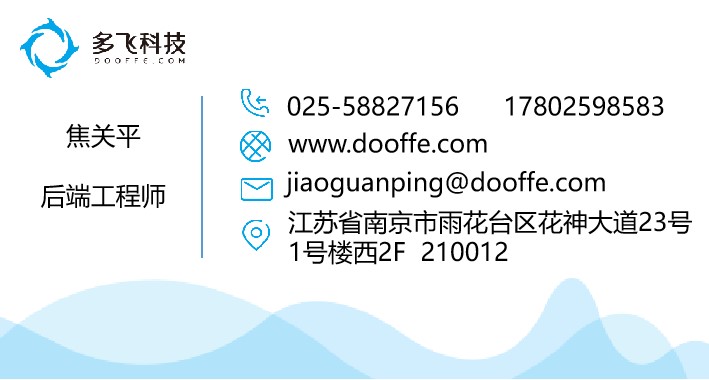 多飞科技
DOOFFE.COM
焦关平
后端工程师
025-58827156 17802598583
www.dooffe.com
jiaoguanping@dooffe.com
江苏省南京市雨花台区花神大道23号
1号楼西2F 210012